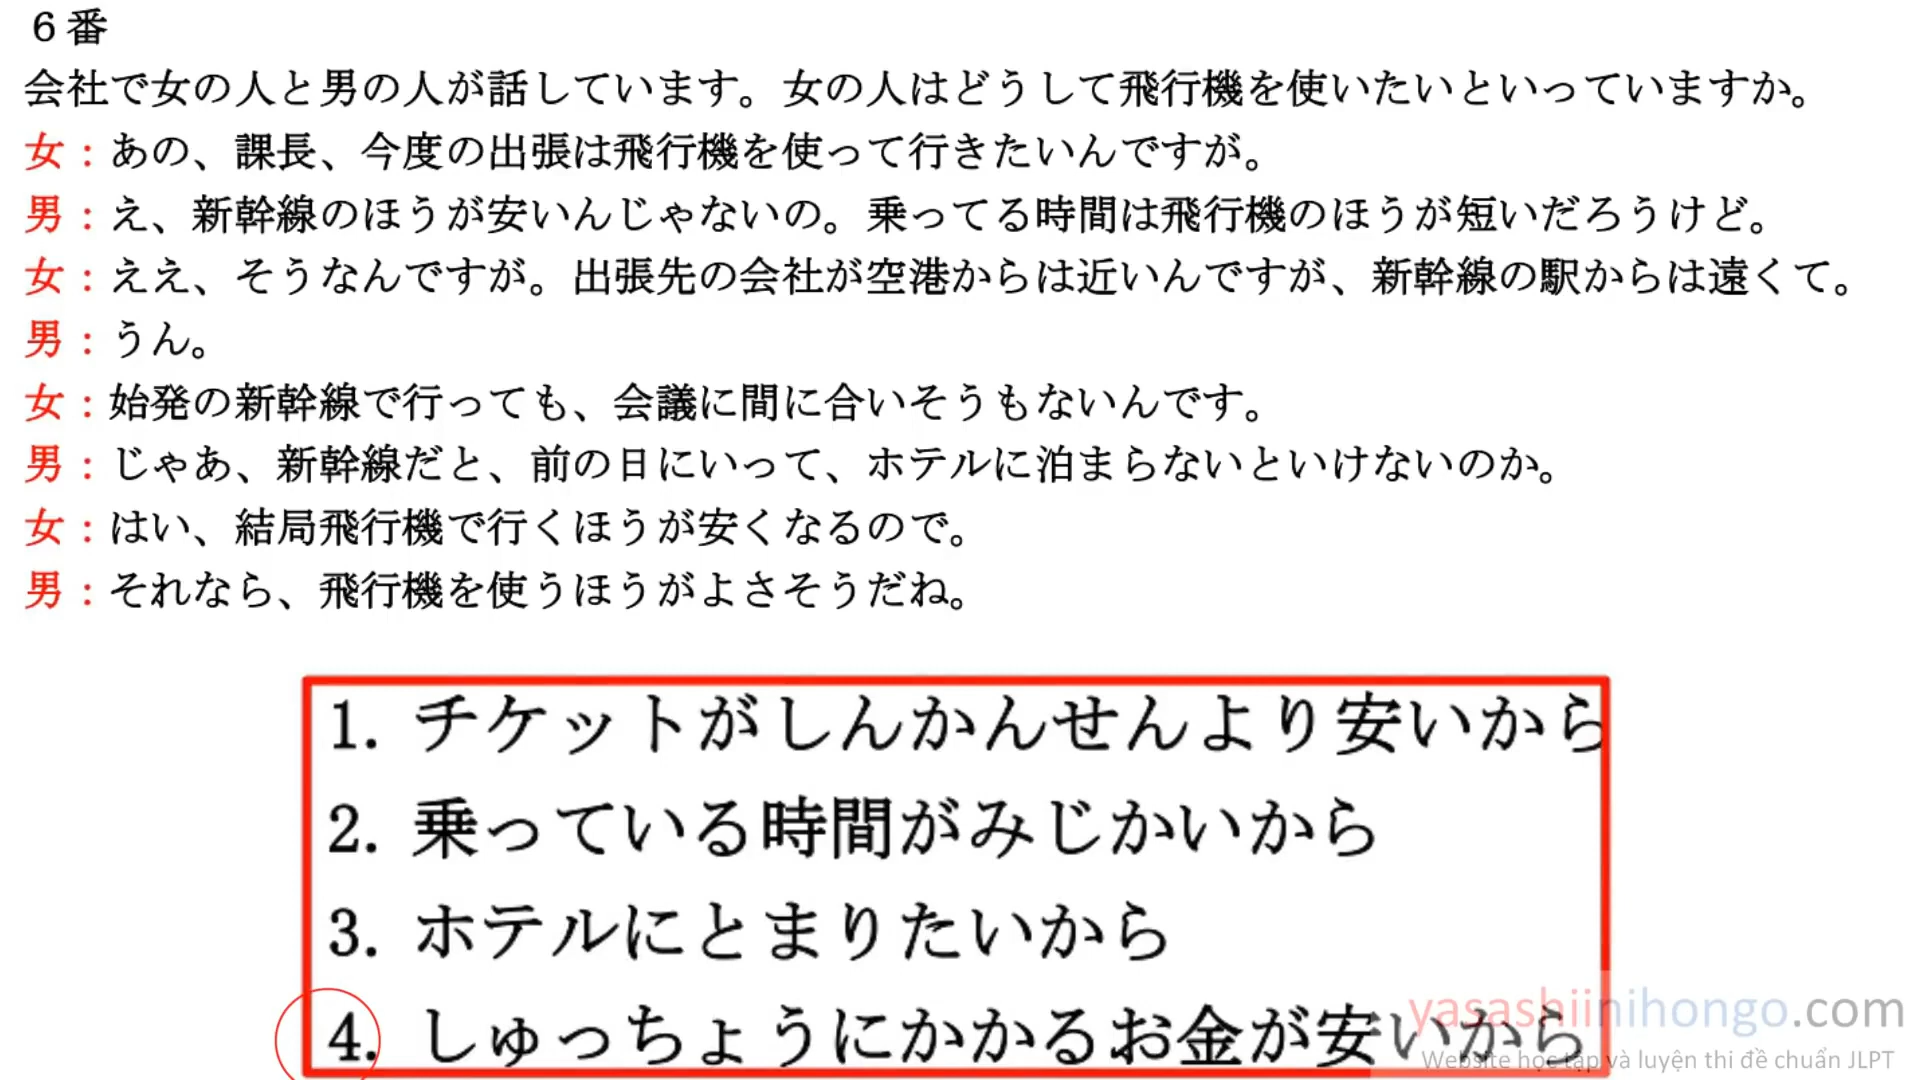 ６番
会社で女の人と男の人が話しています。女の人はどうして飛行機を使いたいといっていますか。
女：あの、課長、今度の出張は飛行機を使って行きたいんですが。
男：え、新幹線のほうが安いんじゃないの。乗ってる時間は飛行機のほうが短いだろうけど。
女：ええ、そうなんですが。出張先の会社が空港からは近いんですが、新幹線の駅からは遠くて。
男：うん。
女：始発の新幹線で行っても、会議に間に合いそうもないんです。
男：じゃあ、新幹線だと、前の日にいって、ホテルに泊まらないといけないのか。
女：はい、結局飛行機で行くほうが安くなるので。
男：それなら、飛行機を使うほうがよさそうだね。
1. チケットがしんかんせんより安いから
2. 乗っている時間がみじかいから
3. ホテルにとまりたいから
4. しゅっちょうにかかるお金が安いから
yasashiinihongo.com
Website học tập và luyện thi đề chuẩn JLPT